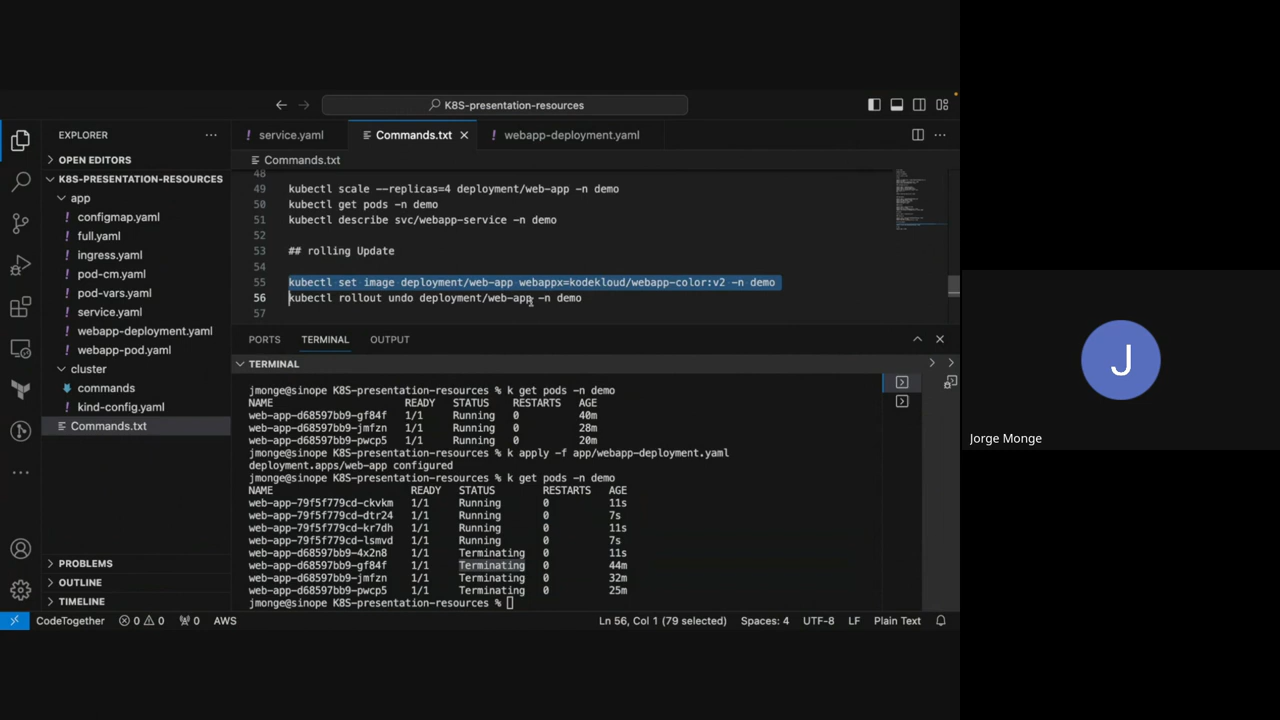 K8S-presentation-resources
EXPLORER
OPEN EDITORS
K8S-PRESENTATION-RESOURCES
app
! configmap.yaml
! full.yaml
! ingress.yaml
! pod-cm.yaml
! pod-vars.yaml
! service.yaml
! webapp-deployment.yaml
! webapp-pod.yaml
cluster
commands
! kind-config.yaml
Commands.txt
PROBLEMS
OUTLINE
TIMELINE
! service.yaml
Commands.txt
! webapp-deployment.yaml
Commands.txt
48
49 kubectl scale --replicas=4 deployment/web-app -n demo
50 kubectl get pods -n demo
51 kubectl describe svc/webapp-service -n demo
52
53 ## rolling Update
54
55 kubectl set image deployment/web-app webappx=kodekloud/webapp-color:v2 -n demo
56 kubectl rollout undo deployment/web-app -n demo
57
PORTS TERMINAL OUTPUT
TERMINAL
jmonge@sinope K8S-presentation-resources % k get pods -n demo
NAME READY STATUS RESTARTS AGE
web-app-d68597bb9-gf84f 1/1 Running 0 40m
web-app-d68597bb9-jmfzn 1/1 Running 0 28m
web-app-d68597bb9-pwcp5 1/1 Running 0 20m
jmonge@sinope K8S-presentation-resources % k apply -f app/webapp-deployment.yaml
deployment.apps/web-app configured
jmonge@sinope K8S-presentation-resources % k get pods -n demo
NAME READY STATUS RESTARTS AGE
web-app-79f5f779cd-ckvkm 1/1 Running 0 11s
web-app-79f5f779cd-dtr24 1/1 Running 0 7s
web-app-79f5f779cd-kr7dh 1/1 Running 0 11s
web-app-79f5f779cd-lsmvd 1/1 Running 0 7s
web-app-d68597bb9-4x2n8 1/1 Terminating 0 11s
web-app-d68597bb9-gf84f 1/1 Terminating 0 44m
web-app-d68597bb9-jmfzn 1/1 Terminating 0 32m
web-app-d68597bb9-pwcp5 1/1 Terminating 0 25m
jmonge@sinope K8S-presentation-resources %
CodeTogether 0 0 0 AWS
Ln 56, Col 1 (79 selected) Spaces: 4 UTF-8 LF Plain Text
J
Jorge Monge